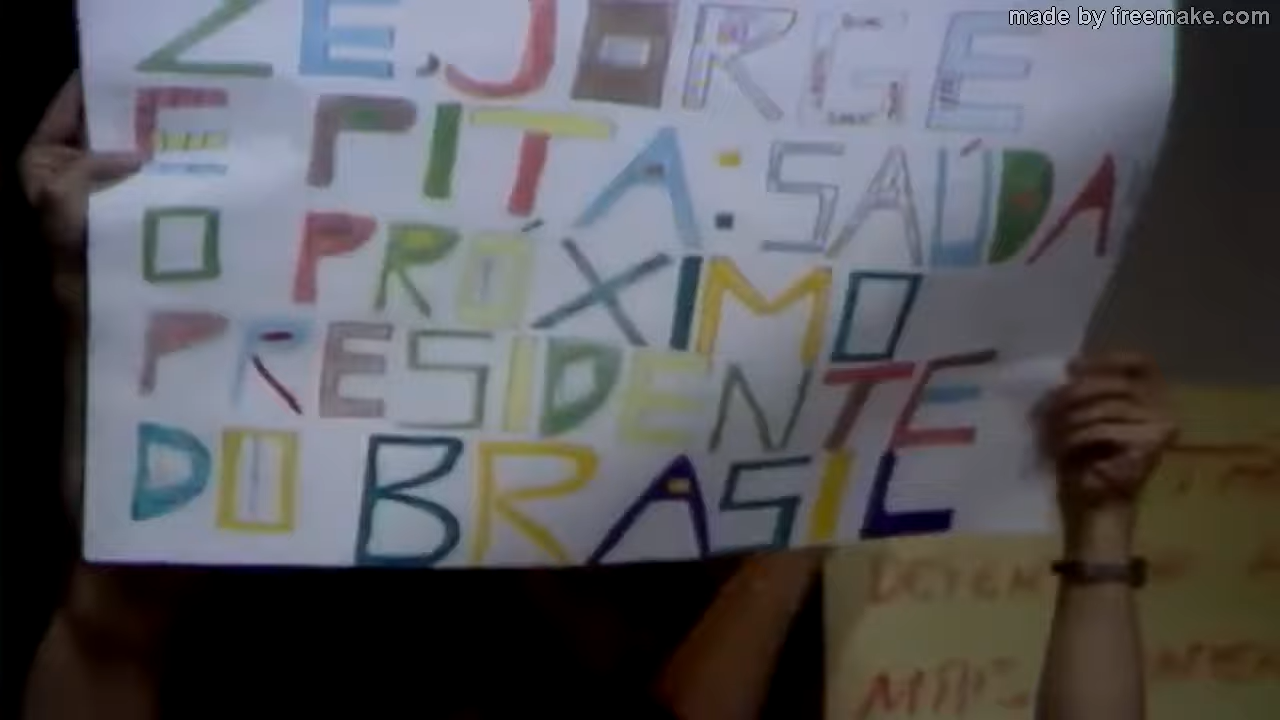 made by freemake.com
ZÉ, JORGE
E PITA: SAÚDA
O PRÓXIMO
PRESIDENTE
DO BRASIL